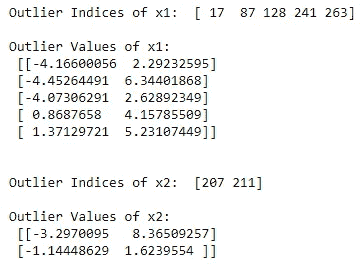 Outlier Indices of x1:  [ 17  87 128 241 263]
Outlier Values of x1:
[[-4.16600056  2.29232595]
[-4.45264491  6.34401868]
[-4.07306291  2.62892349]
[ 0.8687658   4.15785509]
[ 1.37129721  5.23107449]]
Outlier Indices of x2:  [207 211]
Outlier Values of x2:
[[-3.2970095   8.36509257]
[-1.14448629  1.6239554 ]]